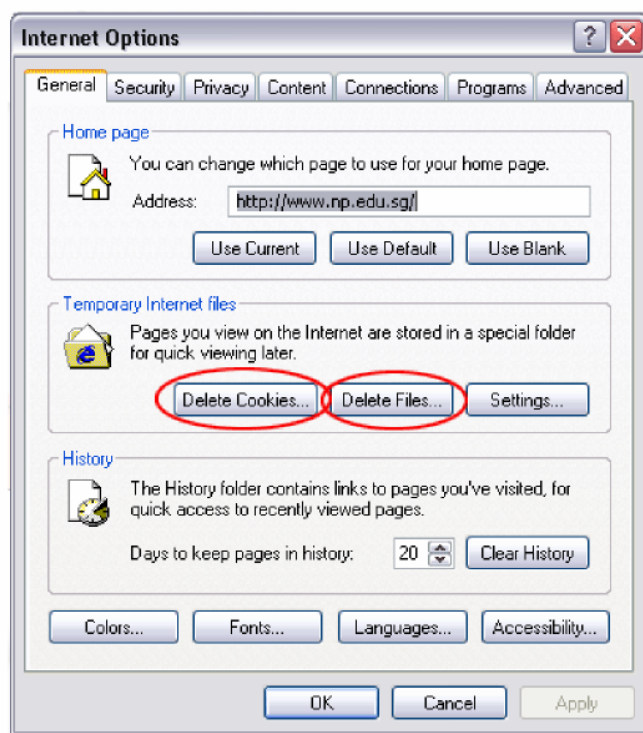 Internet Options
?
General Security Privacy Content Connections Programs Advanced
Home page
You can change which page to use for your home page.
Address: http://www.np.edu.sg/
Use Current Use Default Use Blank
Temporary Internet files
Pages you view on the Internet are stored in a special folder
for quick viewing later.
Delete Cookies... Delete Files... Settings...
History
The History folder contains links to pages you've visited, for
quick access to recently viewed pages.
Days to keep pages in history: 20 Clear History
Colors... Fonts... Languages... Accessibility...
OK Cancel Apply